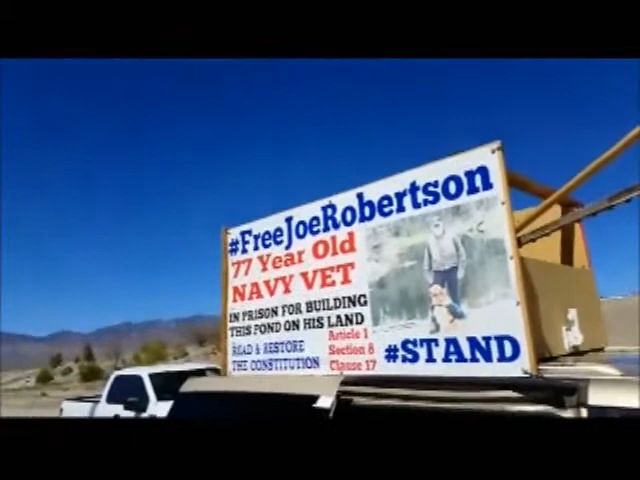 #FreeJoeRobertson
77 Year Old
NAVY VET
IN PRISON FOR BUILDING
THIS POND ON HIS LAND
READ & RESTORE
THE CONSTITUTION
Article 1
Section 8
Clause 17
#STAND